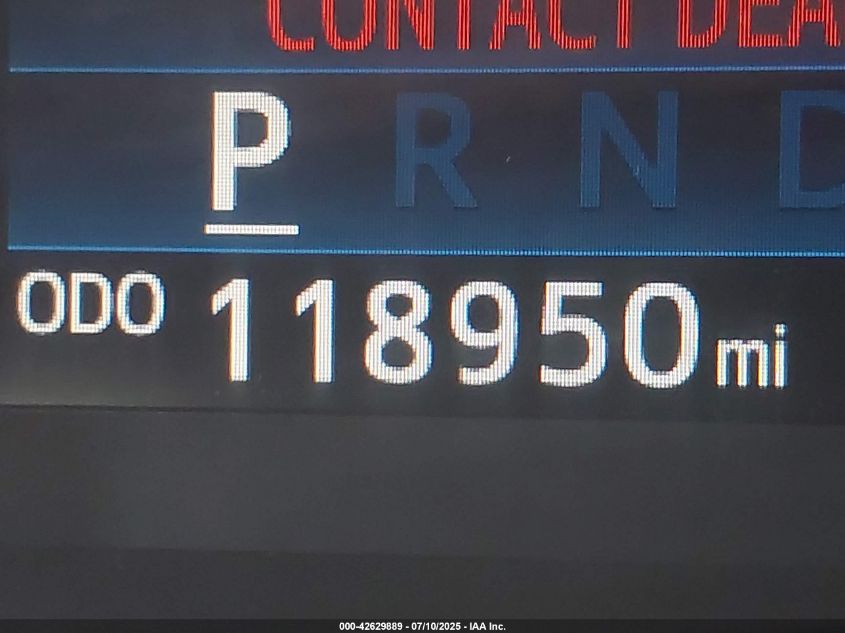 CONTACT DEA
P R N D
ODO 118950 mi
000-42629889 - 07/10/2025 - IAA Inc.